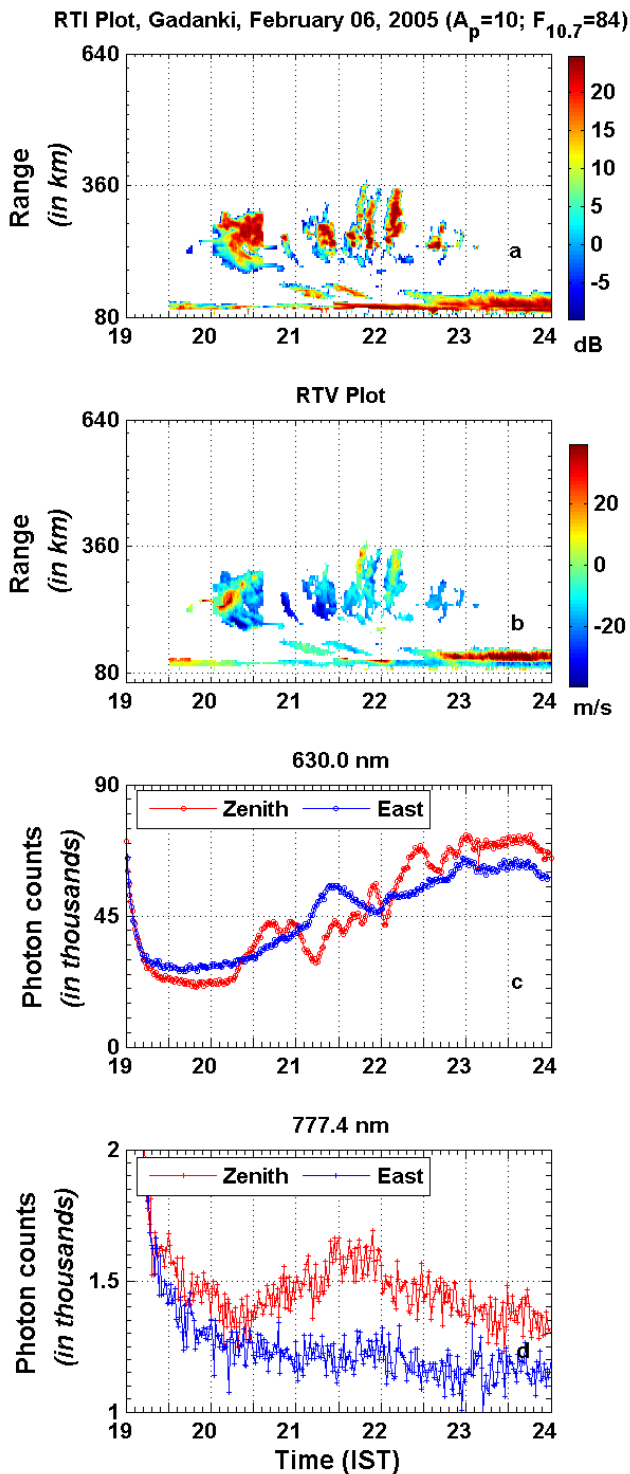 RTI Plot, Gadanki, February 06, 2005 (A_p=10; F_10.7=84)
640
360
80
Range
(in km)
20
15
10
5
0
-5
dB
a
19 20 21 22 23 24
RTV Plot
640
360
80
Range
(in km)
20
0
-20
m/s
b
19 20 21 22 23 24
630.0 nm
90
45
0
Photon counts
(in thousands)
Zenith East
c
19 20 21 22 23 24
777.4 nm
2
1.5
1
Photon counts
(in thousands)
Zenith East
d
19 20 21 22 23 24
Time (IST)